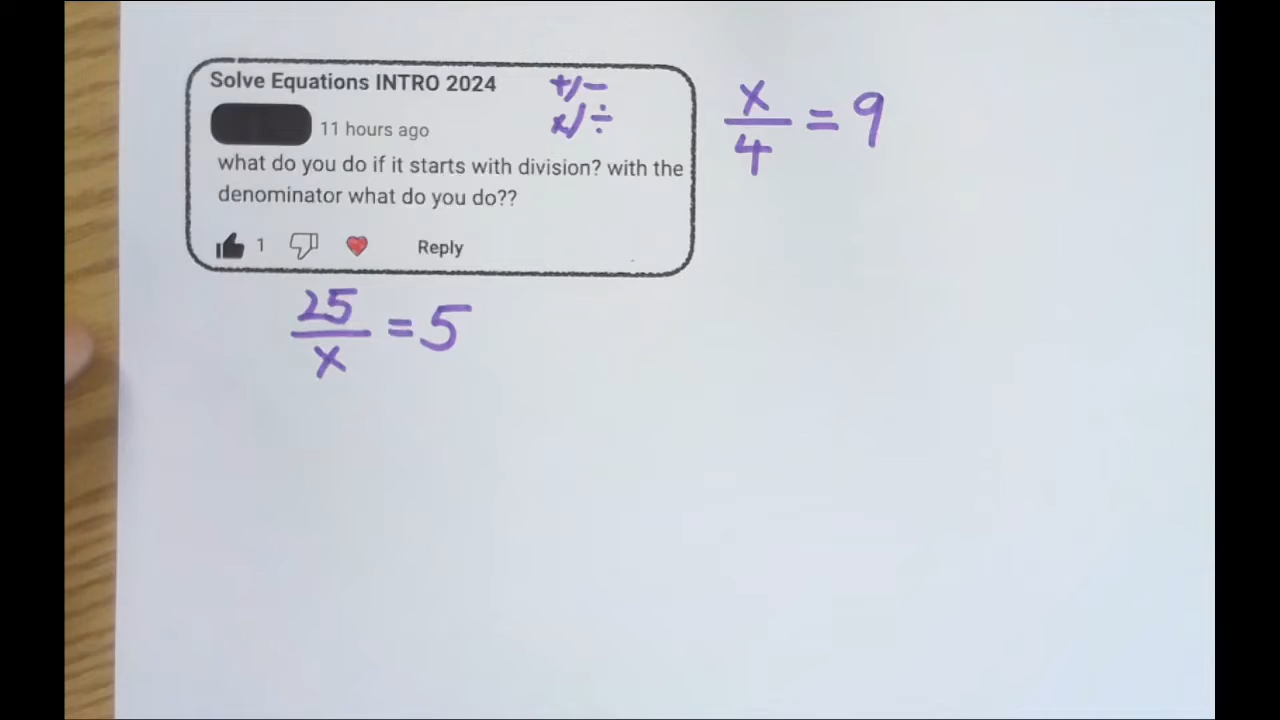 Solve Equations INTRO 2024
+/−
x/÷
11 hours ago
what do you do if it starts with division? with the
denominator what do you do??
1
Reply
x/4 = 9
25/x = 5